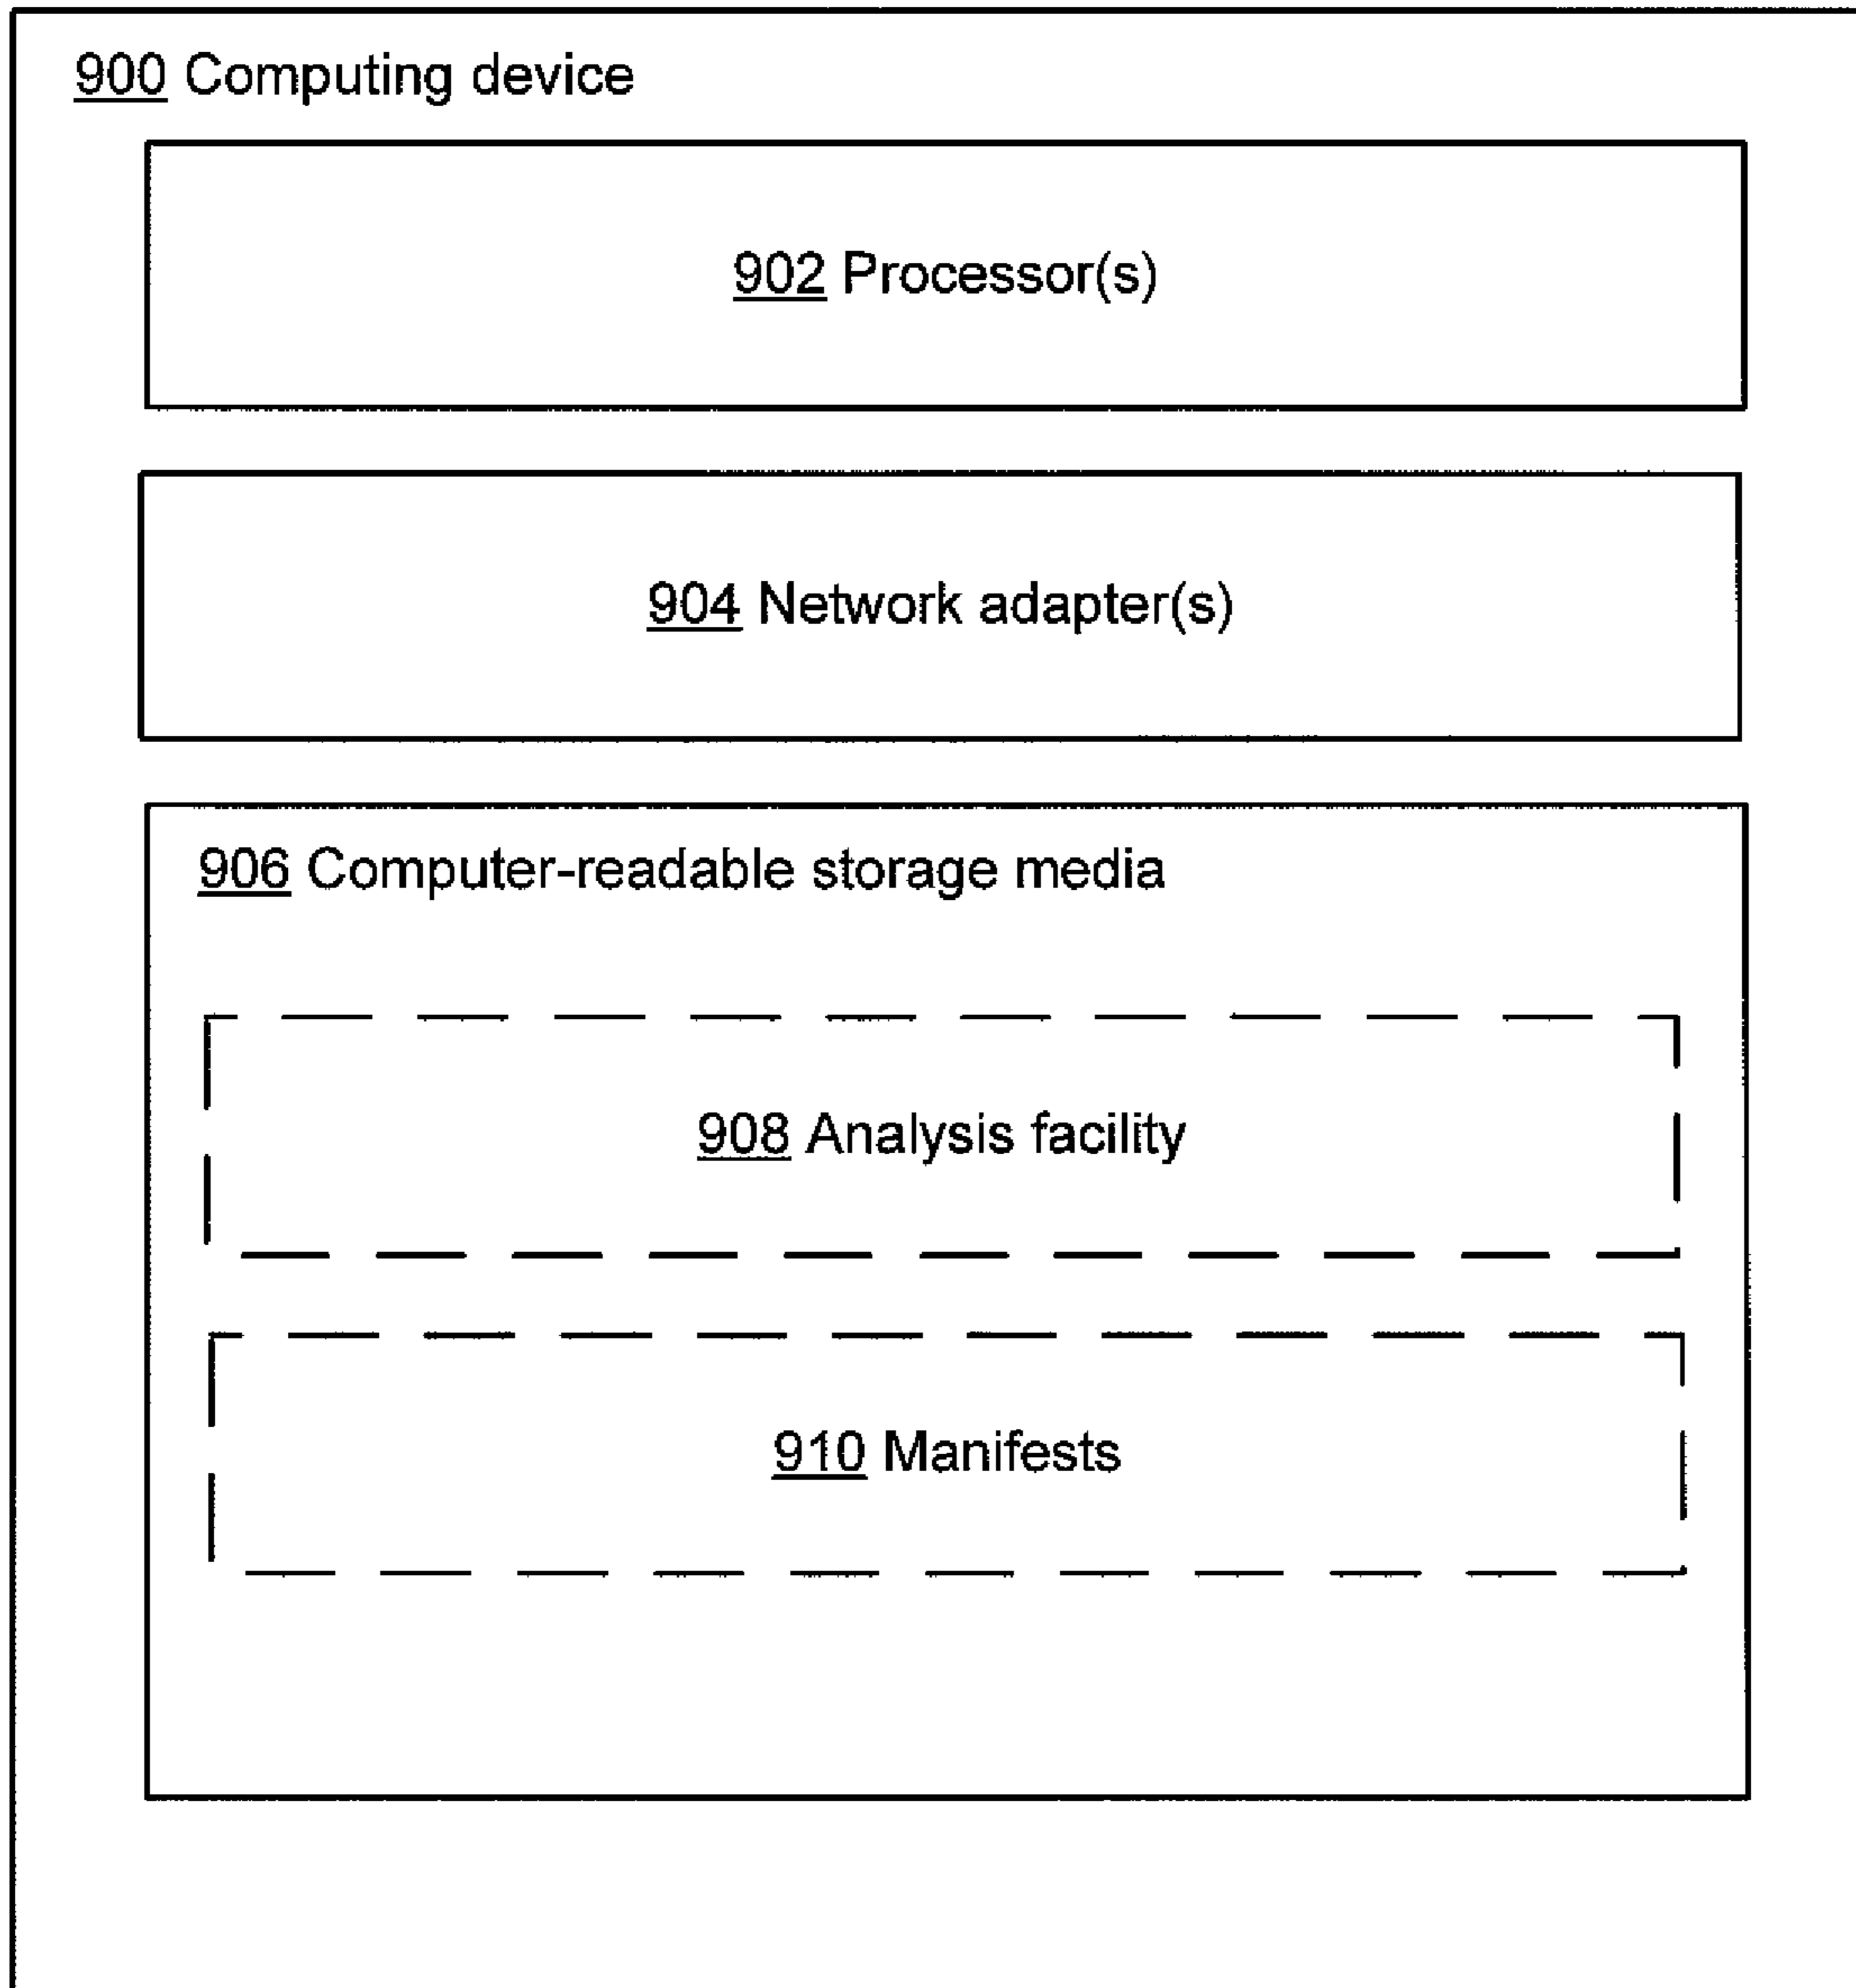 900 Computing device
902 Processor(s)
904 Network adapter(s)
906 Computer-readable storage media
908 Analysis facility
910 Manifests